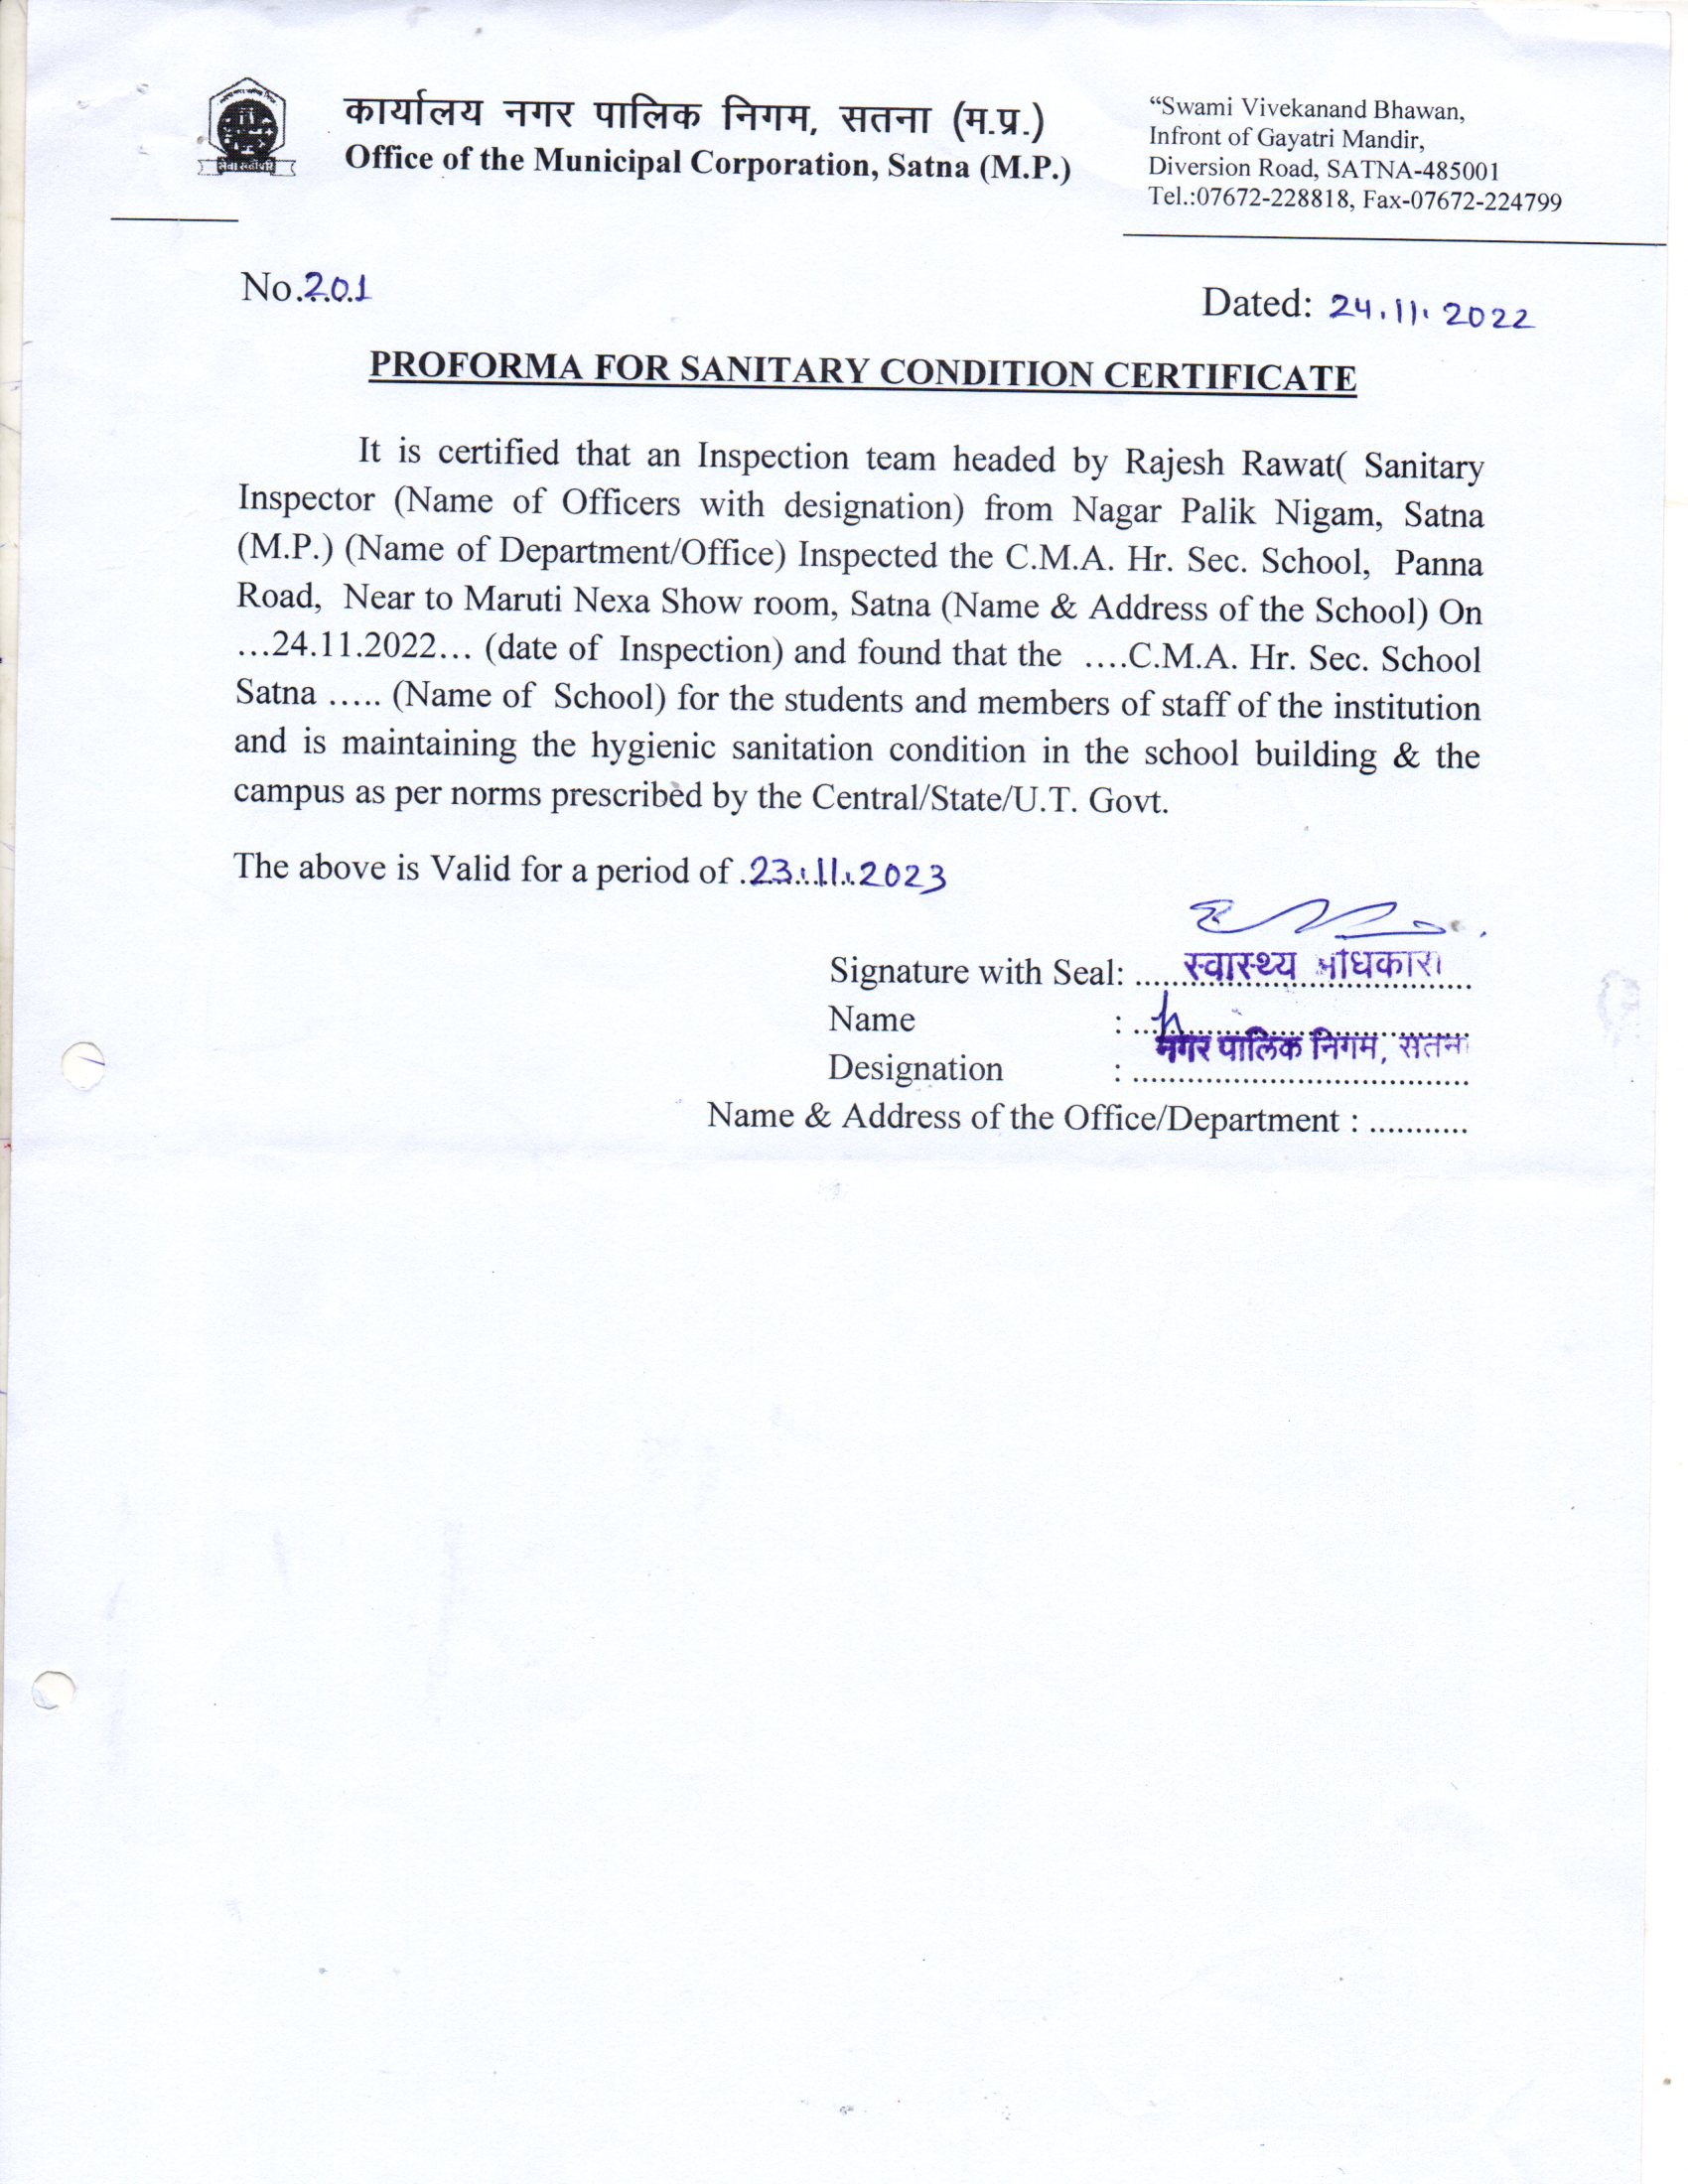 कार्यालय नगर पालिक निगम, सतना (म.प्र.)
Office of the Municipal Corporation, Satna (M.P.)
“Swami Vivekanand Bhawan,
Infront of Gayatri Mandir,
Diversion Road, SATNA-485001
Tel.:07672-228818, Fax-07672-224799
No.201
Dated: 24.11.2022
PROFORMA FOR SANITARY CONDITION CERTIFICATE
It is certified that an Inspection team headed by Rajesh Rawat( Sanitary
Inspector (Name of Officers with designation) from Nagar Palik Nigam, Satna
(M.P.) (Name of Department/Office) Inspected the C.M.A. Hr. Sec. School, Panna
Road, Near to Maruti Nexa Show room, Satna (Name & Address of the School) On
…24.11.2022… (date of Inspection) and found that the ….C.M.A. Hr. Sec. School
Satna ….. (Name of School) for the students and members of staff of the institution
and is maintaining the hygienic sanitation condition in the school building & the
campus as per norms prescribed by the Central/State/U.T. Govt.
The above is Valid for a period of .23.11.2023
Signature with Seal: ..... स्वास्थ्य अधिकारी
Name : ..........
नगर पालिक निगम, सतना
Designation : ..........
Name & Address of the Office/Department : ...........